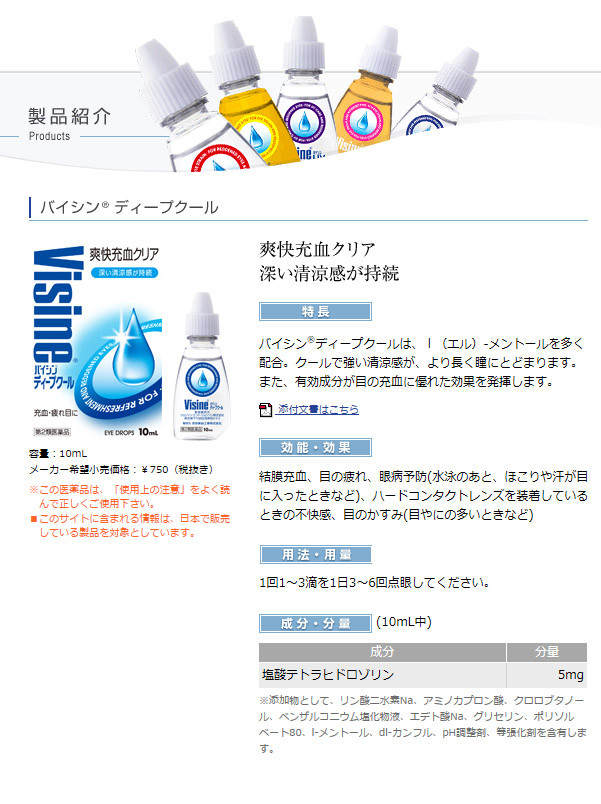 製品紹介
Products
バイシン® ディープクール
Visine
バイシン
ディープクール
爽快充血クリア
深い清涼感が持続
充血・疲れ目に
第2類医薬品
EYE DROPS 10mL
Visine
容量：10mL
メーカー希望小売価格：￥750（税抜き）
※この医薬品は、「使用上の注意」をよく読
んで正しくご使用下さい。
■このサイトに含まれる情報は、日本で販売
している製品を対象としています。
爽快充血クリア
深い清涼感が持続
特長
バイシン®ディープクールは、ｌ（エル）-メントールを多く
配合。クールで強い清涼感が、より長く瞳にとどまります。
また、有効成分が目の充血に優れた効果を発揮します。
添付文書はこちら
効能・効果
結膜充血、目の疲れ、眼病予防(水泳のあと、ほこりや汗が目
に入ったときなど)、ハードコンタクトレンズを装着している
ときの不快感、目のかすみ(目やにの多いときなど)
用法・用量
1回1～3滴を1日3～6回点眼してください。
成分・分量 (10mL中)
成分 分量
塩酸テトラヒドロゾリン 5mg
※添加物として、リン酸二水素Na、アミノカプロン酸、クロロブタノー
ル、ベンザルコニウム塩化物液、エデト酸Na、グリセリン、ポリソル
ベート80、l-メントール、dl-カンフル、pH調整剤、等張化剤を含有しま
す。